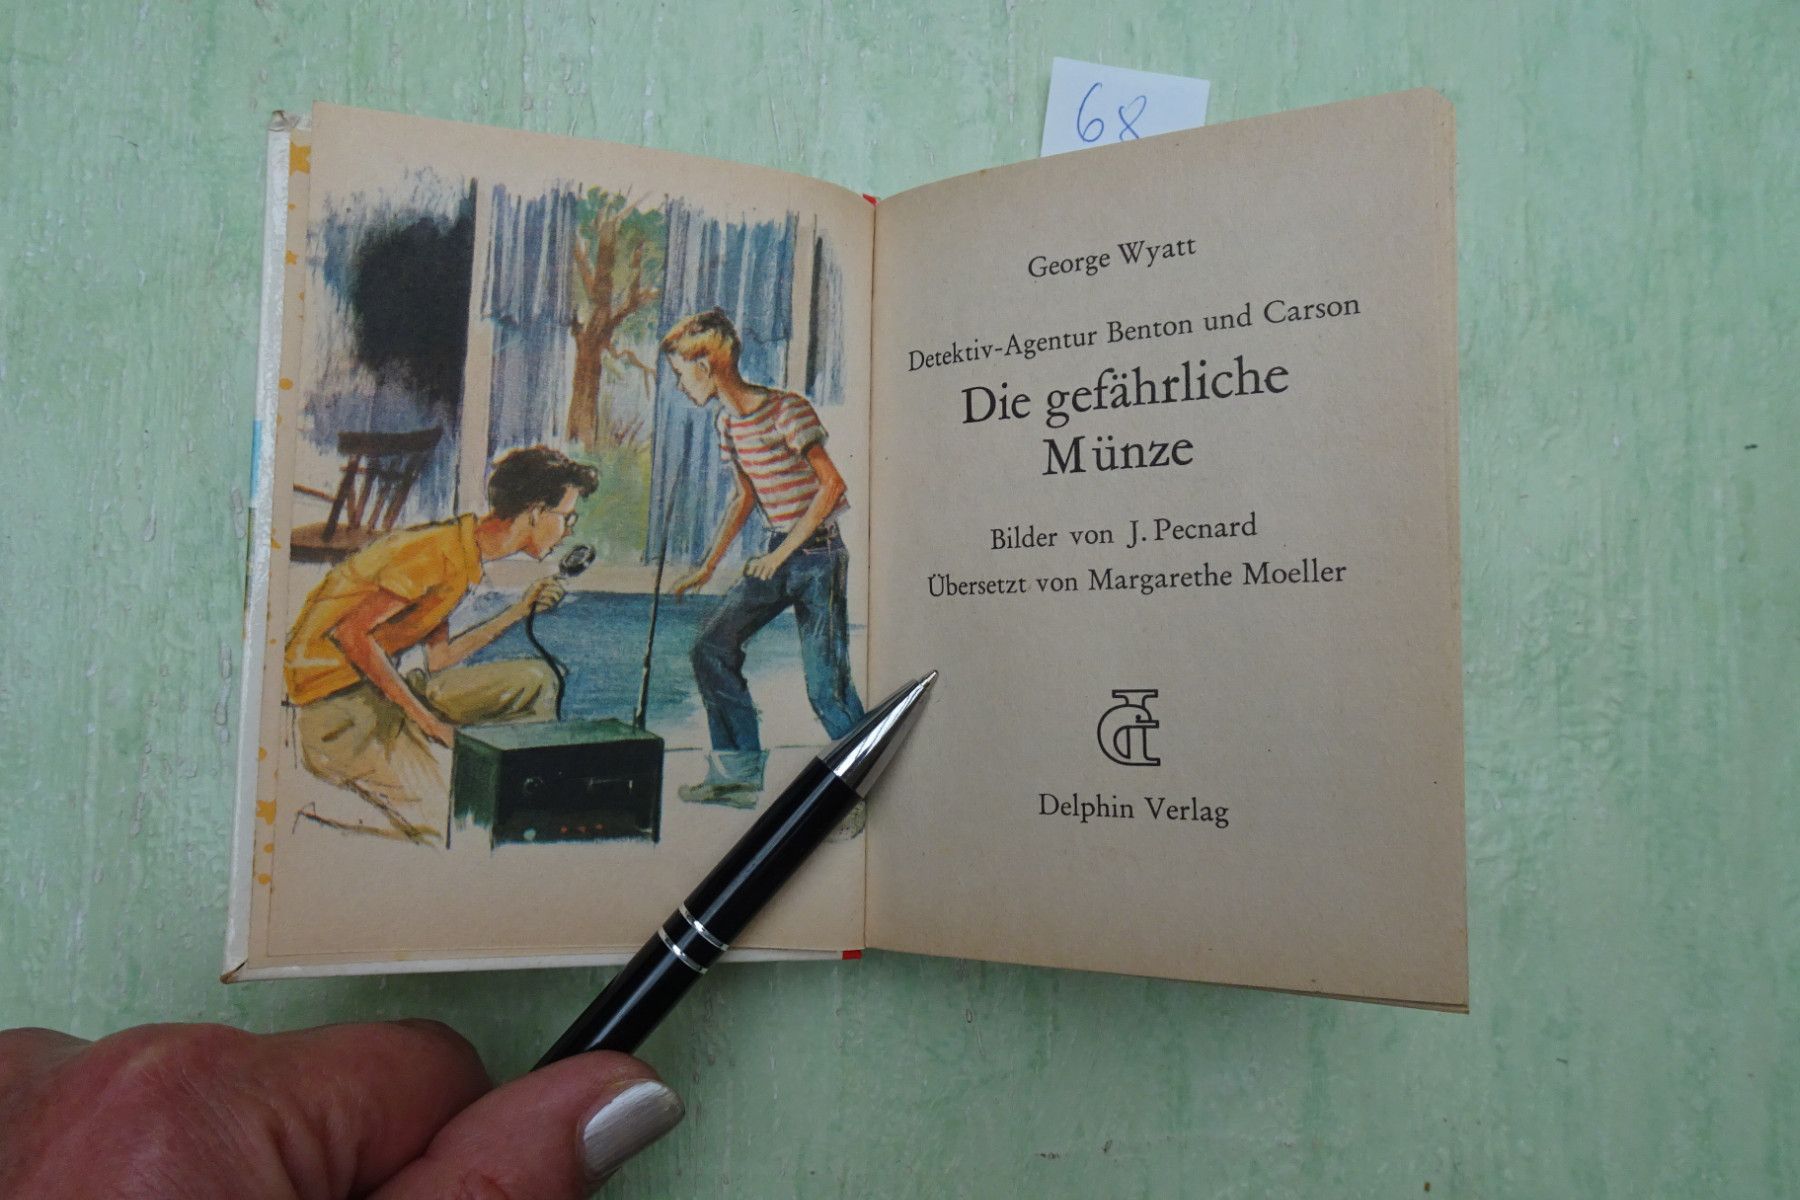 68
George Wyatt
Detektiv-Agentur Benton und Carson
Die gefährliche
Münze
Bilder von J. Pecnard
Übersetzt von Margarethe Moeller
Delphin Verlag